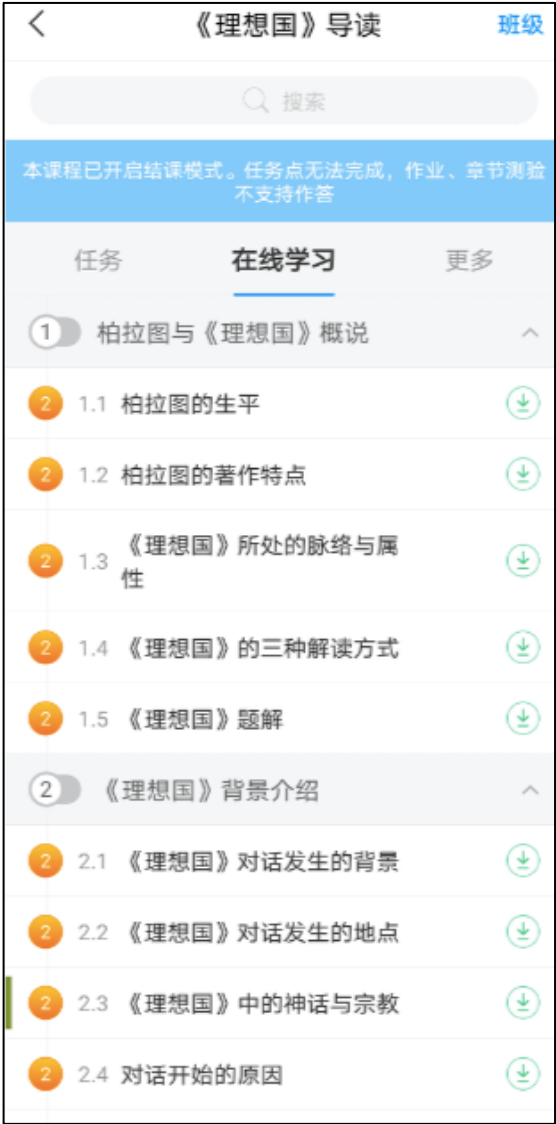 《理想国》导读 班级
搜索
本课程已开启结课模式。任务点无法完成，作业、章节测验
不支持作答
任务 在线学习 更多
1 柏拉图与《理想国》概说
2 1.1 柏拉图的生平
2 1.2 柏拉图的著作特点
2 1.3 《理想国》所处的脉络与属
性
2 1.4 《理想国》的三种解读方式
2 1.5 《理想国》题解
2 《理想国》背景介绍
2 2.1 《理想国》对话发生的背景
2 2.2 《理想国》对话发生的地点
2 2.3 《理想国》中的神话与宗教
2 2.4 对话开始的原因